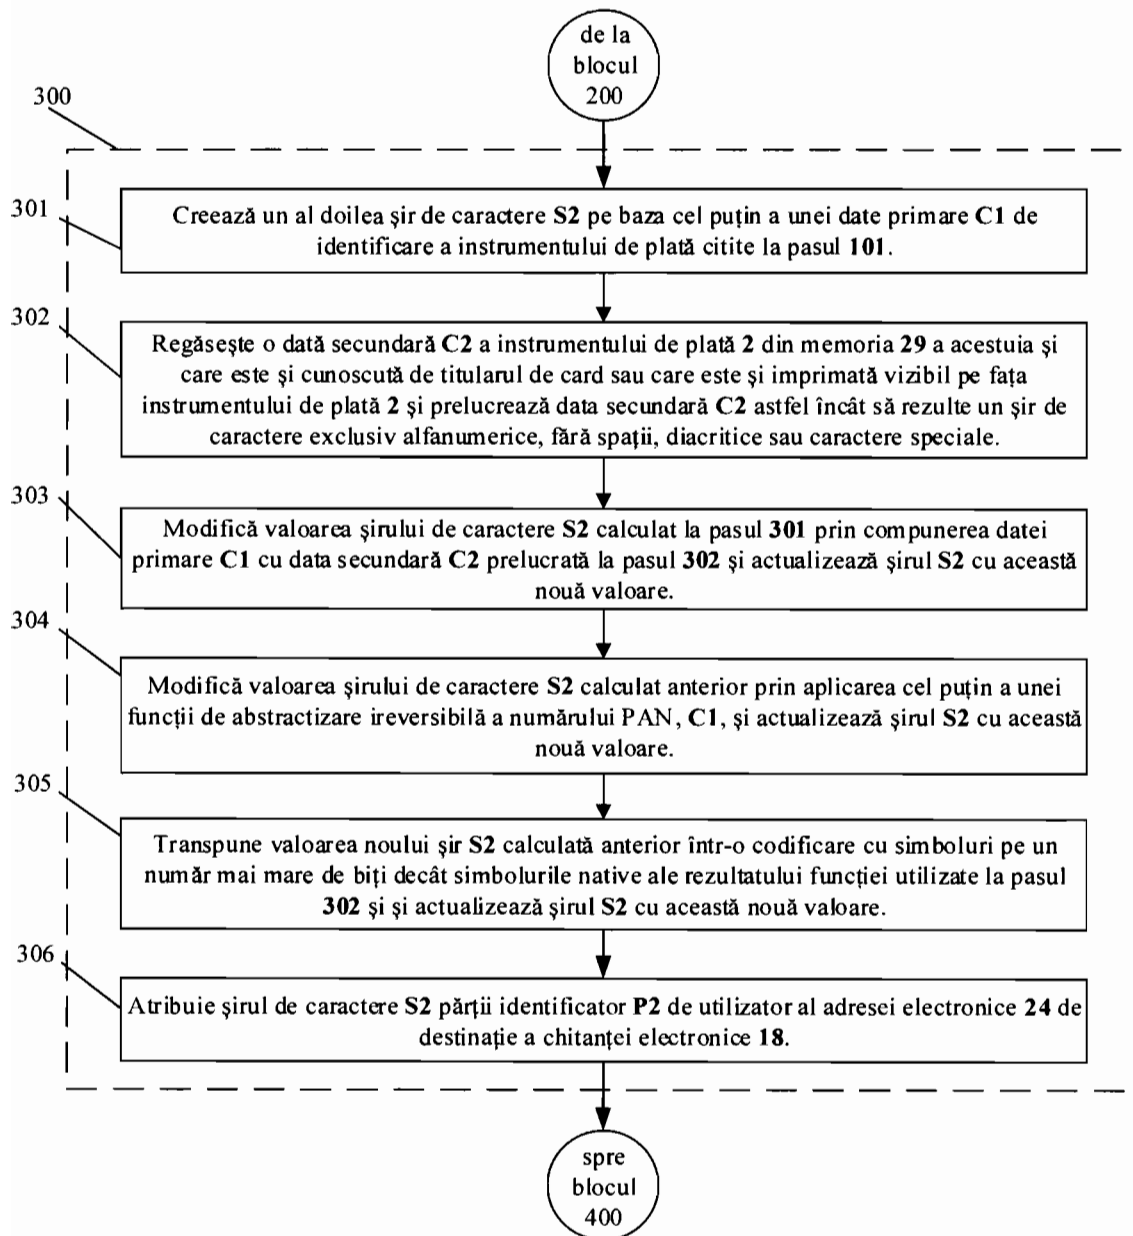 de la
blocul
200
300
301
Creează un al doilea şir de caractere S2 pe baza cel puţin a unei date primare C1 de
identificare a instrumentului de plată citite la pasul 101.
302
Regăseşte o dată secundară C2 a instrumentului de plată 2 din memoria 29 a acestuia şi
care este şi cunoscută de titularul de card sau care este şi imprimată vizibil pe faţa
instrumentului de plată 2 şi prelucrează data secundară C2 astfel încât să rezulte un şir de
caractere exclusiv alfanumerice, fără spaţii, diacritice sau caractere speciale.
303
Modifică valoarea şirului de caractere S2 calculat la pasul 301 prin compunerea datei
primare C1 cu data secundară C2 prelucrată la pasul 302 şi actualizează şirul S2 cu această
nouă valoare.
304
Modifică valoarea şirului de caractere S2 calculat anterior prin aplicarea cel puţin a unei
funcţii de abstractizare ireversibilă a numărului PAN, C1, şi actualizează şirul S2 cu această
nouă valoare.
305
Transpune valoarea noului şir S2 calculată anterior într-o codificare cu simboluri pe un
număr mai mare de biţi decât simbolurile native ale rezultatului funcţiei utilizate la pasul
302 şi şi actualizează şirul S2 cu această nouă valoare.
306
Atribuie şirul de caractere S2 părţii identificator P2 de utilizator al adresei electronice 24 de
destinaţie a chitanţei electronice 18.
spre
blocul
400